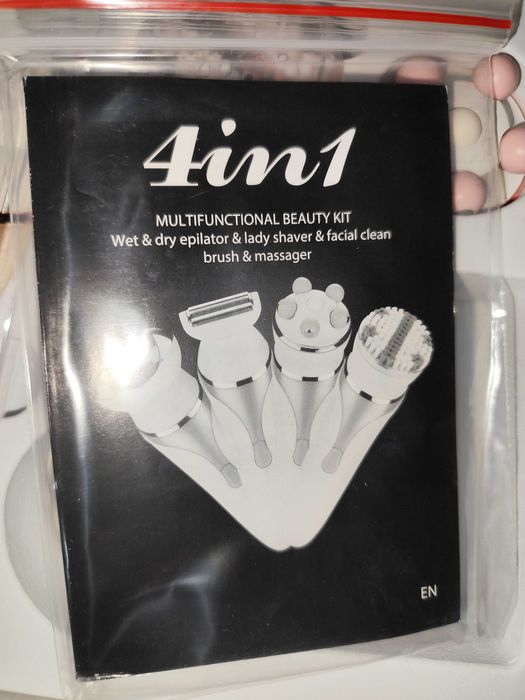 4in1
MULTIFUNCTIONAL BEAUTY KIT
Wet & dry epilator & lady shaver & facial clean
brush & massager
EN